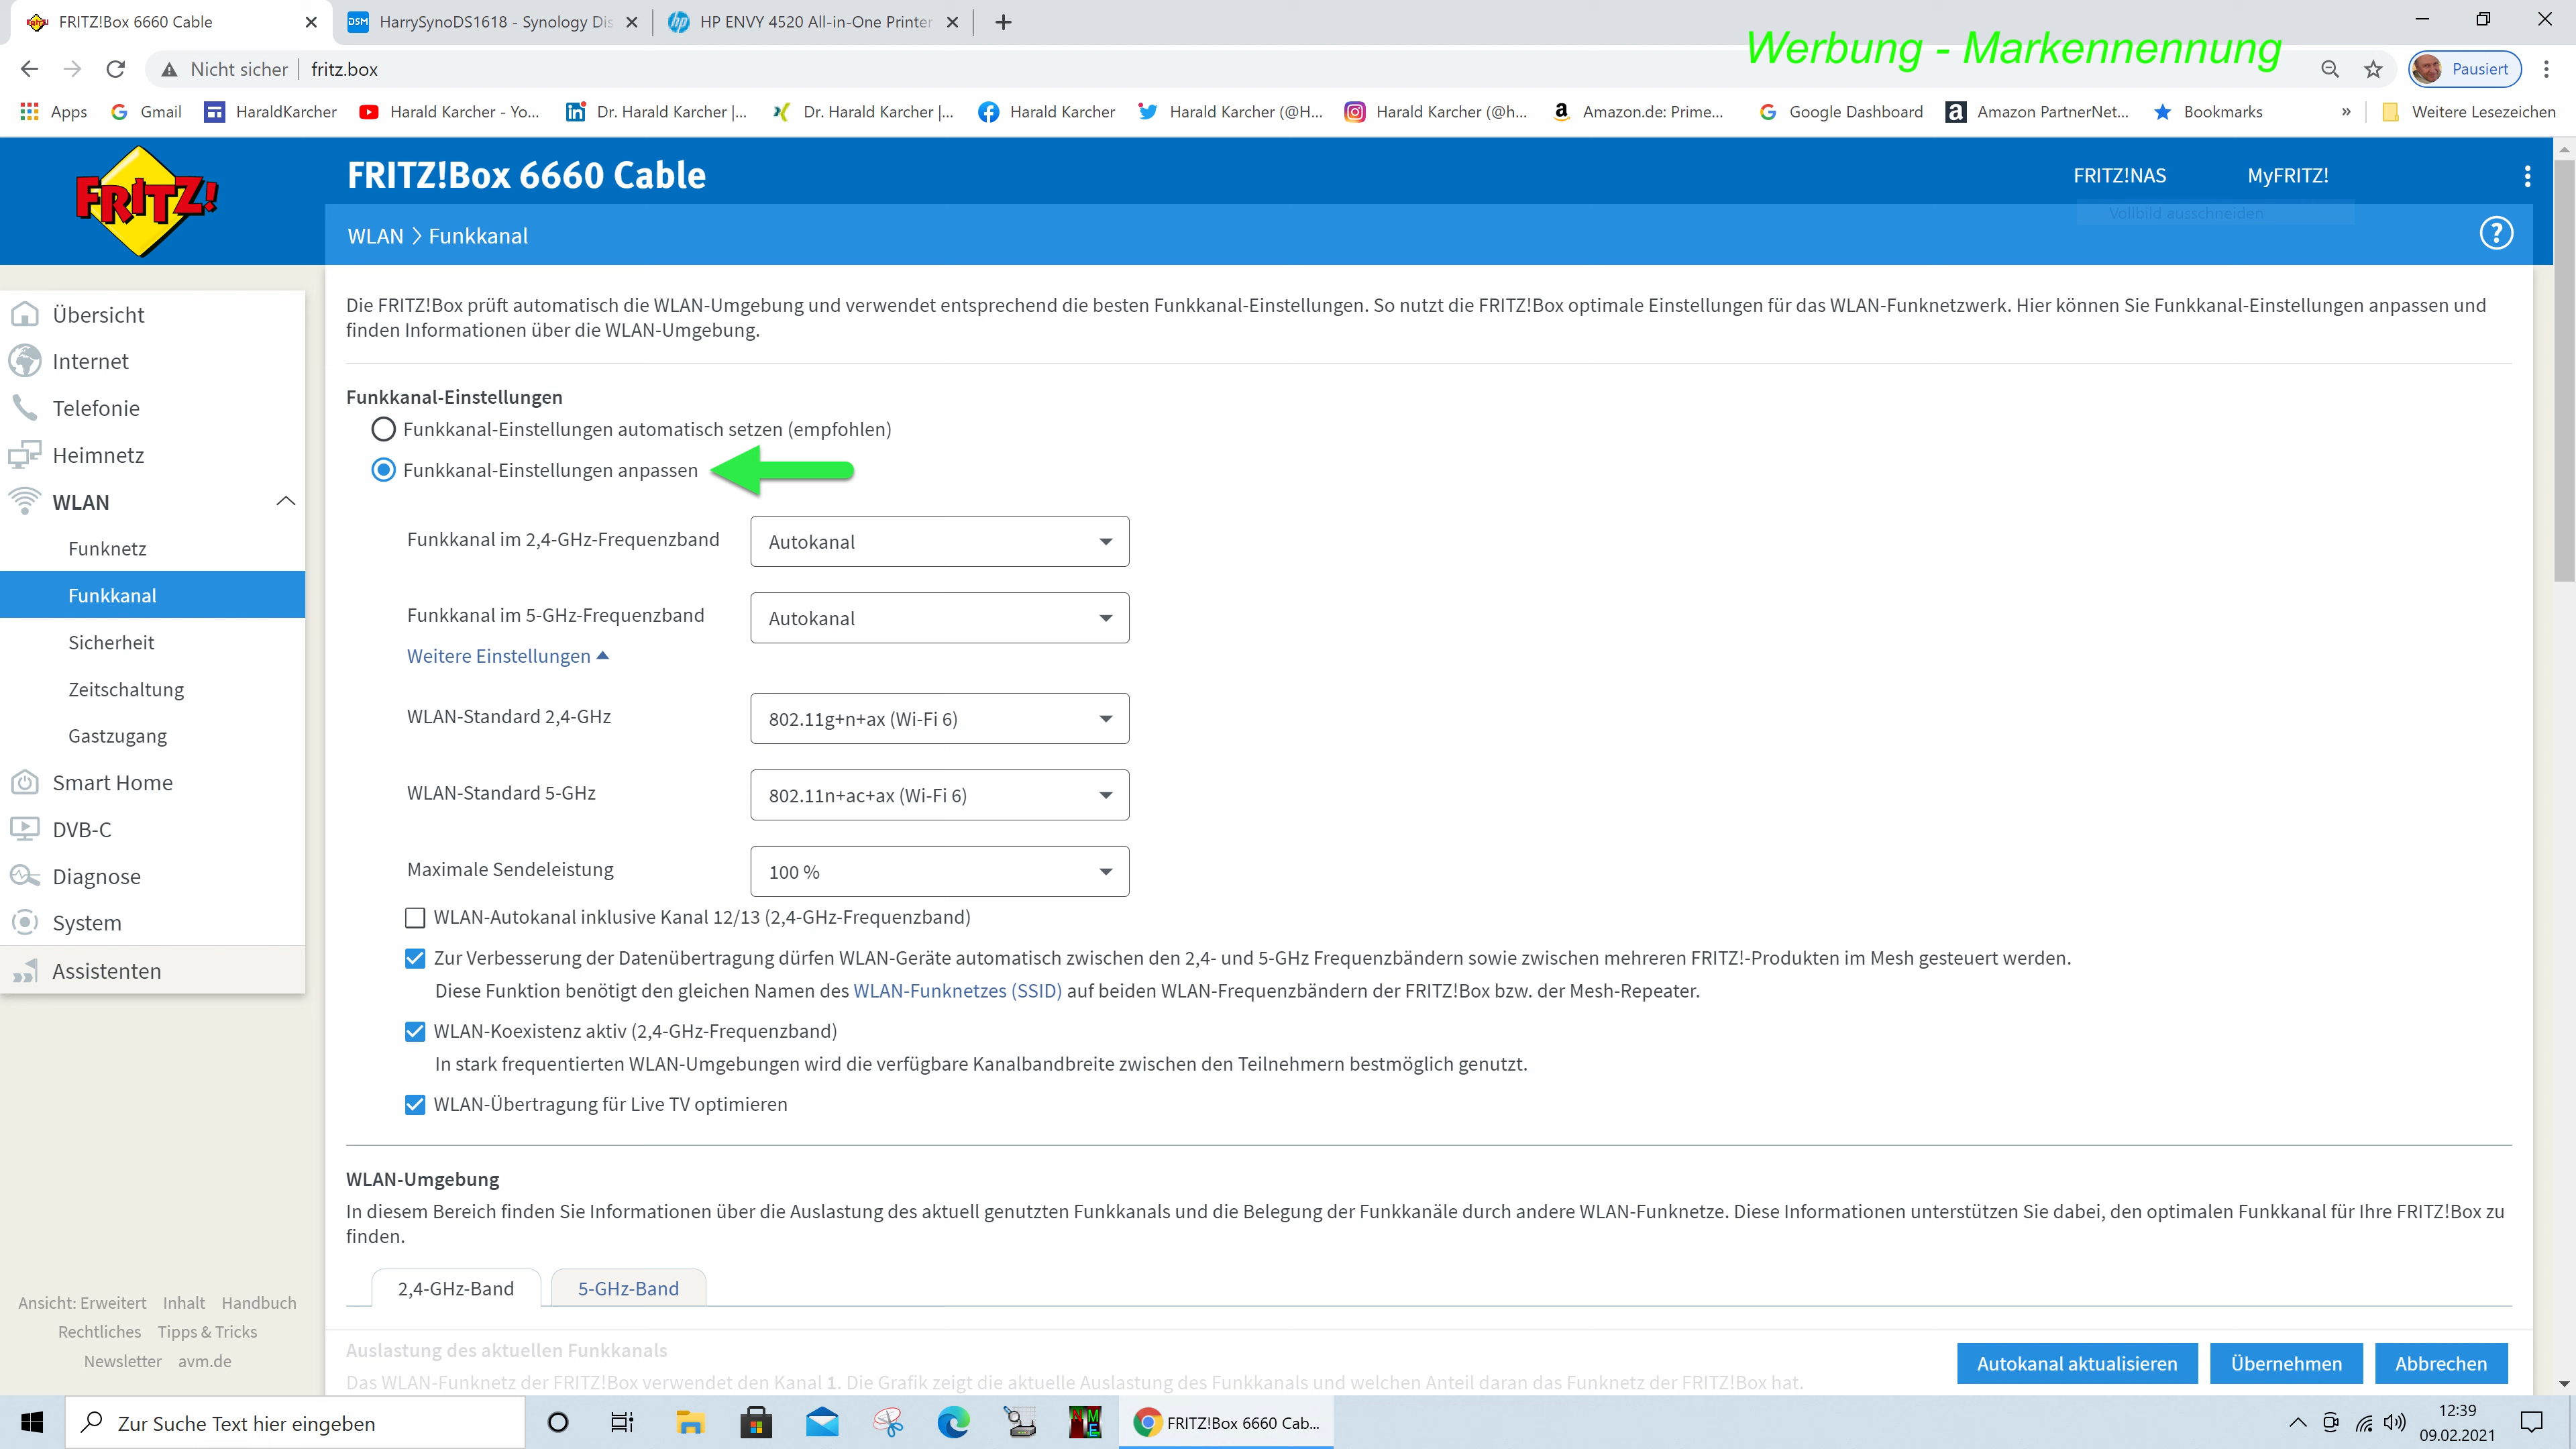 FRITZ!Box 6660 Cable
HarrySynoDS1618 - Synology Dis
HP ENVY 4520 All-in-One Printer
Werbung - Markennennung
Nicht sicher
fritz.box
Pausiert
Apps
Gmail
HaraldKarcher
Harald Karcher - Yo...
Dr. Harald Karcher |...
Dr. Harald Karcher |...
Harald Karcher
Harald Karcher (@H...
Harald Karcher (@h...
Amazon.de: Prime...
Google Dashboard
Amazon PartnerNet...
Bookmarks
»
Weitere Lesezeichen
FRITZ!
FRITZ!Box 6660 Cable
FRITZ!NAS
MyFRITZ!
Vollbild ausschneiden
WLAN > Funkkanal
?
Übersicht
Internet
Telefonie
Heimnetz
WLAN
Funknetz
Funkkanal
Sicherheit
Zeitschaltung
Gastzugang
Smart Home
DVB-C
Diagnose
System
Assistenten
Ansicht: Erweitert Inhalt Handbuch
Rechtliches Tipps & Tricks
Newsletter avm.de
Die FRITZ!Box prüft automatisch die WLAN-Umgebung und verwendet entsprechend die besten Funkkanal-Einstellungen. So nutzt die FRITZ!Box optimale Einstellungen für das WLAN-Funknetzwerk. Hier können Sie Funkkanal-Einstellungen anpassen und
finden Informationen über die WLAN-Umgebung.
Funkkanal-Einstellungen
Funkkanal-Einstellungen automatisch setzen (empfohlen)
Funkkanal-Einstellungen anpassen
Funkkanal im 2,4-GHz-Frequenzband
Autokanal
Funkkanal im 5-GHz-Frequenzband
Autokanal
Weitere Einstellungen
WLAN-Standard 2,4-GHz
802.11g+n+ax (Wi-Fi 6)
WLAN-Standard 5-GHz
802.11n+ac+ax (Wi-Fi 6)
Maximale Sendeleistung
100 %
WLAN-Autokanal inklusive Kanal 12/13 (2,4-GHz-Frequenzband)
Zur Verbesserung der Datenübertragung dürfen WLAN-Geräte automatisch zwischen den 2,4- und 5-GHz Frequenzbändern sowie zwischen mehreren FRITZ!-Produkten im Mesh gesteuert werden.
Diese Funktion benötigt den gleichen Namen des WLAN-Funknetzes (SSID) auf beiden WLAN-Frequenzbändern der FRITZ!Box bzw. der Mesh-Repeater.
WLAN-Koexistenz aktiv (2,4-GHz-Frequenzband)
In stark frequentierten WLAN-Umgebungen wird die verfügbare Kanalbandbreite zwischen den Teilnehmern bestmöglich genutzt.
WLAN-Übertragung für Live TV optimieren
WLAN-Umgebung
In diesem Bereich finden Sie Informationen über die Auslastung des aktuell genutzten Funkkanals und die Belegung der Funkkanäle durch andere WLAN-Funknetze. Diese Informationen unterstützen Sie dabei, den optimalen Funkkanal für Ihre FRITZ!Box zu
finden.
2,4-GHz-Band
5-GHz-Band
Auslastung des aktuellen Funkkanals
Das WLAN-Funknetz der FRITZ!Box verwendet den Kanal 1. Die Grafik zeigt die aktuelle Auslastung des Funkkanals und welchen Anteil daran das Funknetz der FRITZ!Box hat.
Autokanal aktualisieren
Übernehmen
Abbrechen
Zur Suche Text hier eingeben
FRITZ!Box 6660 Cab...
12:39
09.02.2021